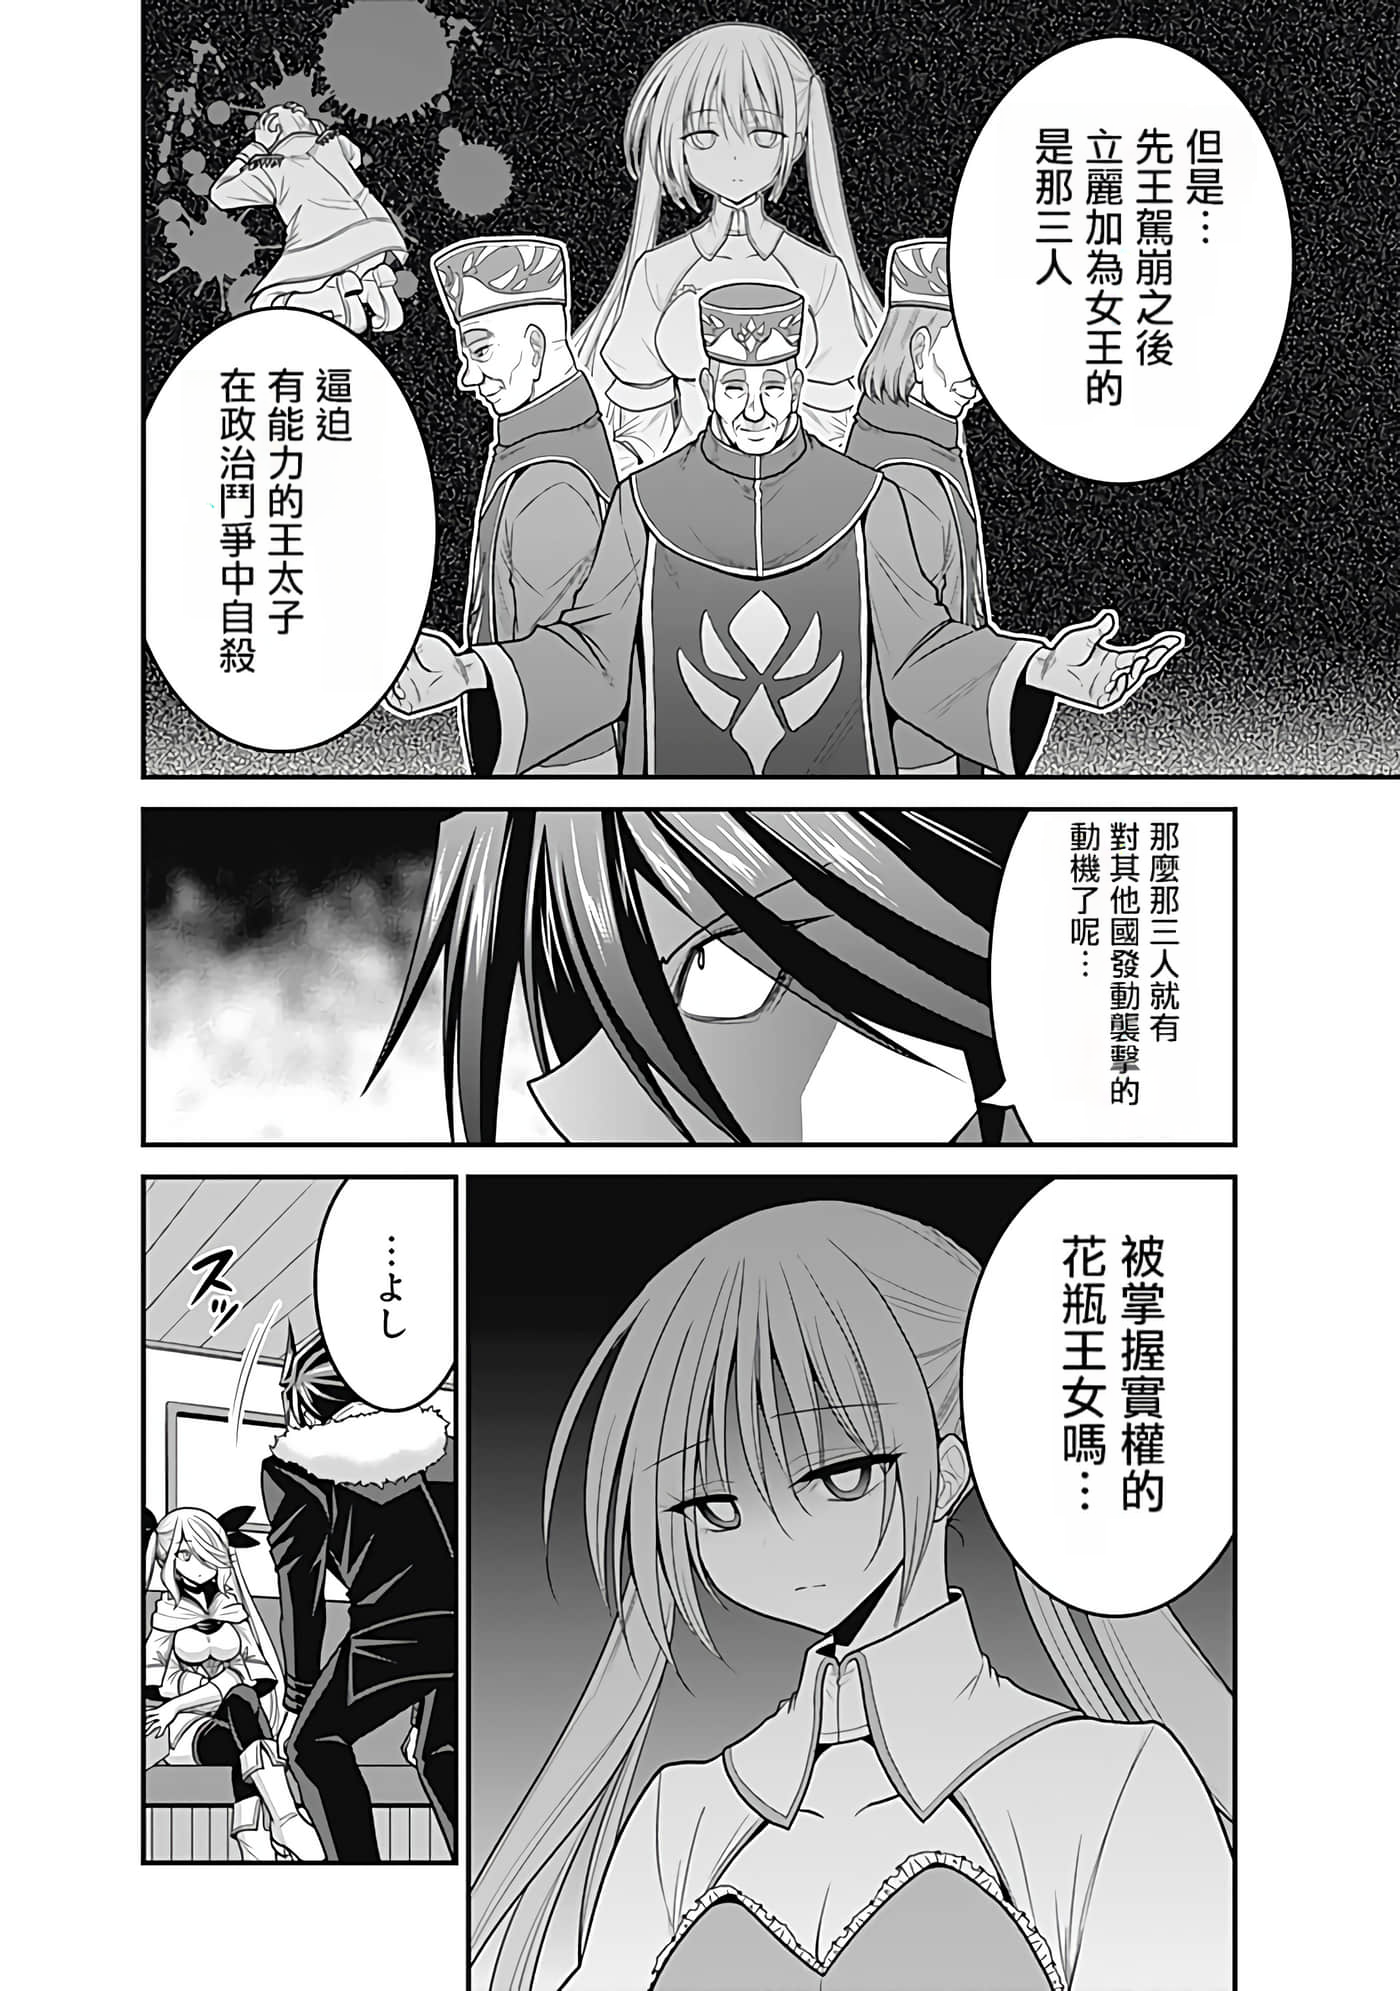 但是…
先王駕崩之後
立麗加為女王的
是那三人
逼迫
有能力的王太子
在政治鬥爭中自殺
那麼那三人就有
對其他國發動襲擊的
動機了呢…
被掌握實權的
花瓶王女嗎…
…よし
スッ